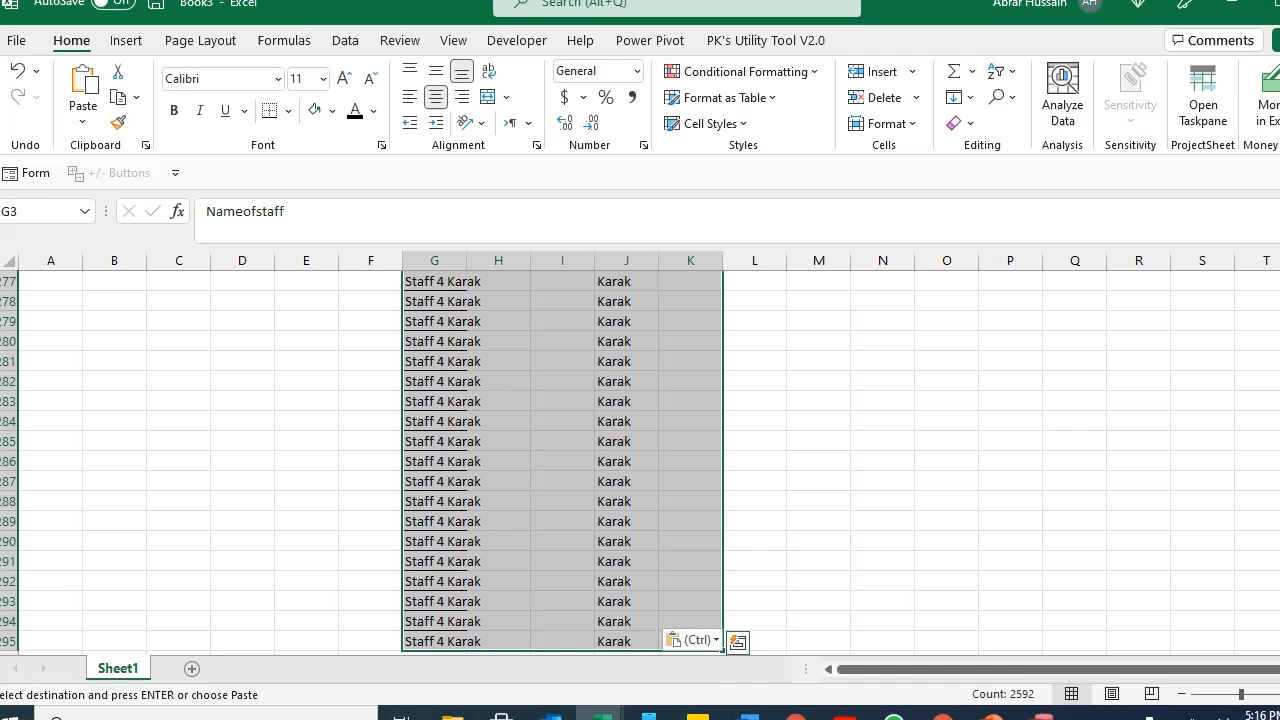 AutoSave Off Book3 - Excel Search (Alt+Q) Abrar Hussain AH
File Home Insert Page Layout Formulas Data Review View Developer Help Power Pivot PK's Utility Tool V2.0 Comments
Calibri 11 General Conditional Formatting Insert
Paste Format as Table Delete Analyze Data Sensitivity Open Taskpane
B I U A $ % Cell Styles Format
Undo Clipboard Font Alignment Number Styles Cells Editing Analysis Sensitivity ProjectSheet Money
Form +/- Buttons
G3 fx Nameofstaff
A B C D E F G H I J K L M N O P Q R S T
277 Staff 4 Karak Karak
278 Staff 4 Karak Karak
279 Staff 4 Karak Karak
280 Staff 4 Karak Karak
281 Staff 4 Karak Karak
282 Staff 4 Karak Karak
283 Staff 4 Karak Karak
284 Staff 4 Karak Karak
285 Staff 4 Karak Karak
286 Staff 4 Karak Karak
287 Staff 4 Karak Karak
288 Staff 4 Karak Karak
289 Staff 4 Karak Karak
290 Staff 4 Karak Karak
291 Staff 4 Karak Karak
292 Staff 4 Karak Karak
293 Staff 4 Karak Karak
294 Staff 4 Karak Karak
295 Staff 4 Karak Karak (Ctrl)
Sheet1
elect destination and press ENTER or choose Paste Count: 2592
5:16 P